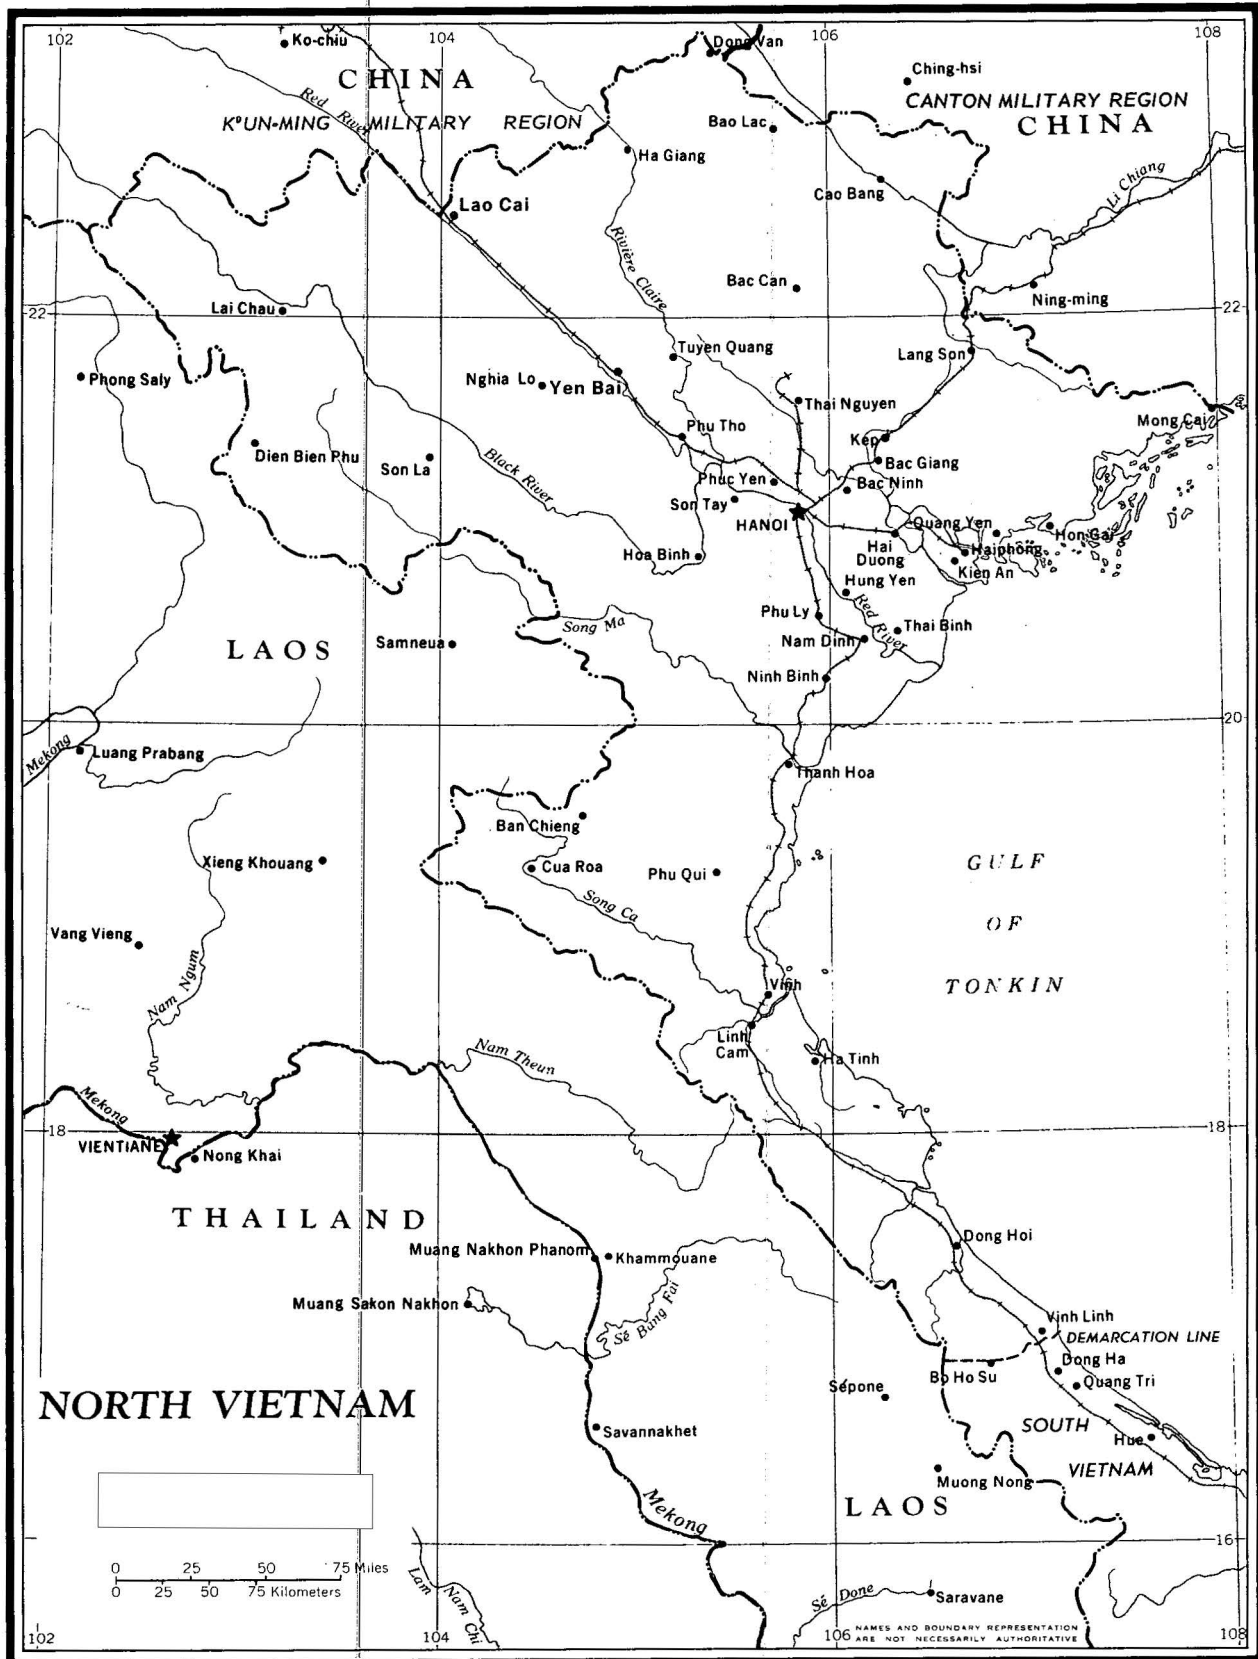 102
104
106
108
Ko-chiu
CHINA
Dong Van
Ching-hsi
CANTON MILITARY REGION
CHINA
Red River
K'UN-MING MILITARY REGION
Bao Lac
Ha Giang
Li Chiang
Cao Bang
Lao Cai
Rivière Claire
Bac Can
Ning-ming
Lai Chau
22
22
Lang Son
Tuyen Quang
Phong Saly
Nghia Lo
Yen Bai
Thai Nguyen
Mong Cai
Phu Tho
Kep
Dien Bien Phu
Son La
Black River
Bac Giang
Phuc Yen
Bac Ninh
Son Tay
HANOI
Quang Yen
Hon Gai
Hoa Binh
Hai
Duong
Haiphong
Kien An
Hung Yen
Phu Ly
Red River
Thai Binh
Song Ma
Samneua
LAOS
Nam Dinh
Ninh Binh
20
Mekong
Luang Prabang
Thanh Hoa
Ban Chieng
Xieng Khouang
Cua Roa
Phu Qui
GULF
OF
TONKIN
Song Ca
Vang Vieng
Nam Ngum
Vinh
Linh
Cam
Ha Tinh
Nam Theun
Mekong
18
18
VIENTIANE
Nong Khai
THAILAND
Muang Nakhon Phanom
Khammouane
Dong Hoi
Muang Sakon Nakhon
Sé Bang Fai
Vinh Linh
DEMARCATION LINE
Dong Ha
Bo Ho Su
Quang Tri
Sépone
NORTH VIETNAM
SOUTH
VIETNAM
Savannakhet
Hue
Muong Nong
LAOS
Mekong
16
0 25 50 75 Miles
0 25 50 75 Kilometers
Lam
Nam Chi
Sé Done
Saravane
NAMES AND BOUNDARY REPRESENTATION
ARE NOT NECESSARILY AUTHORITATIVE
102
104
106
108